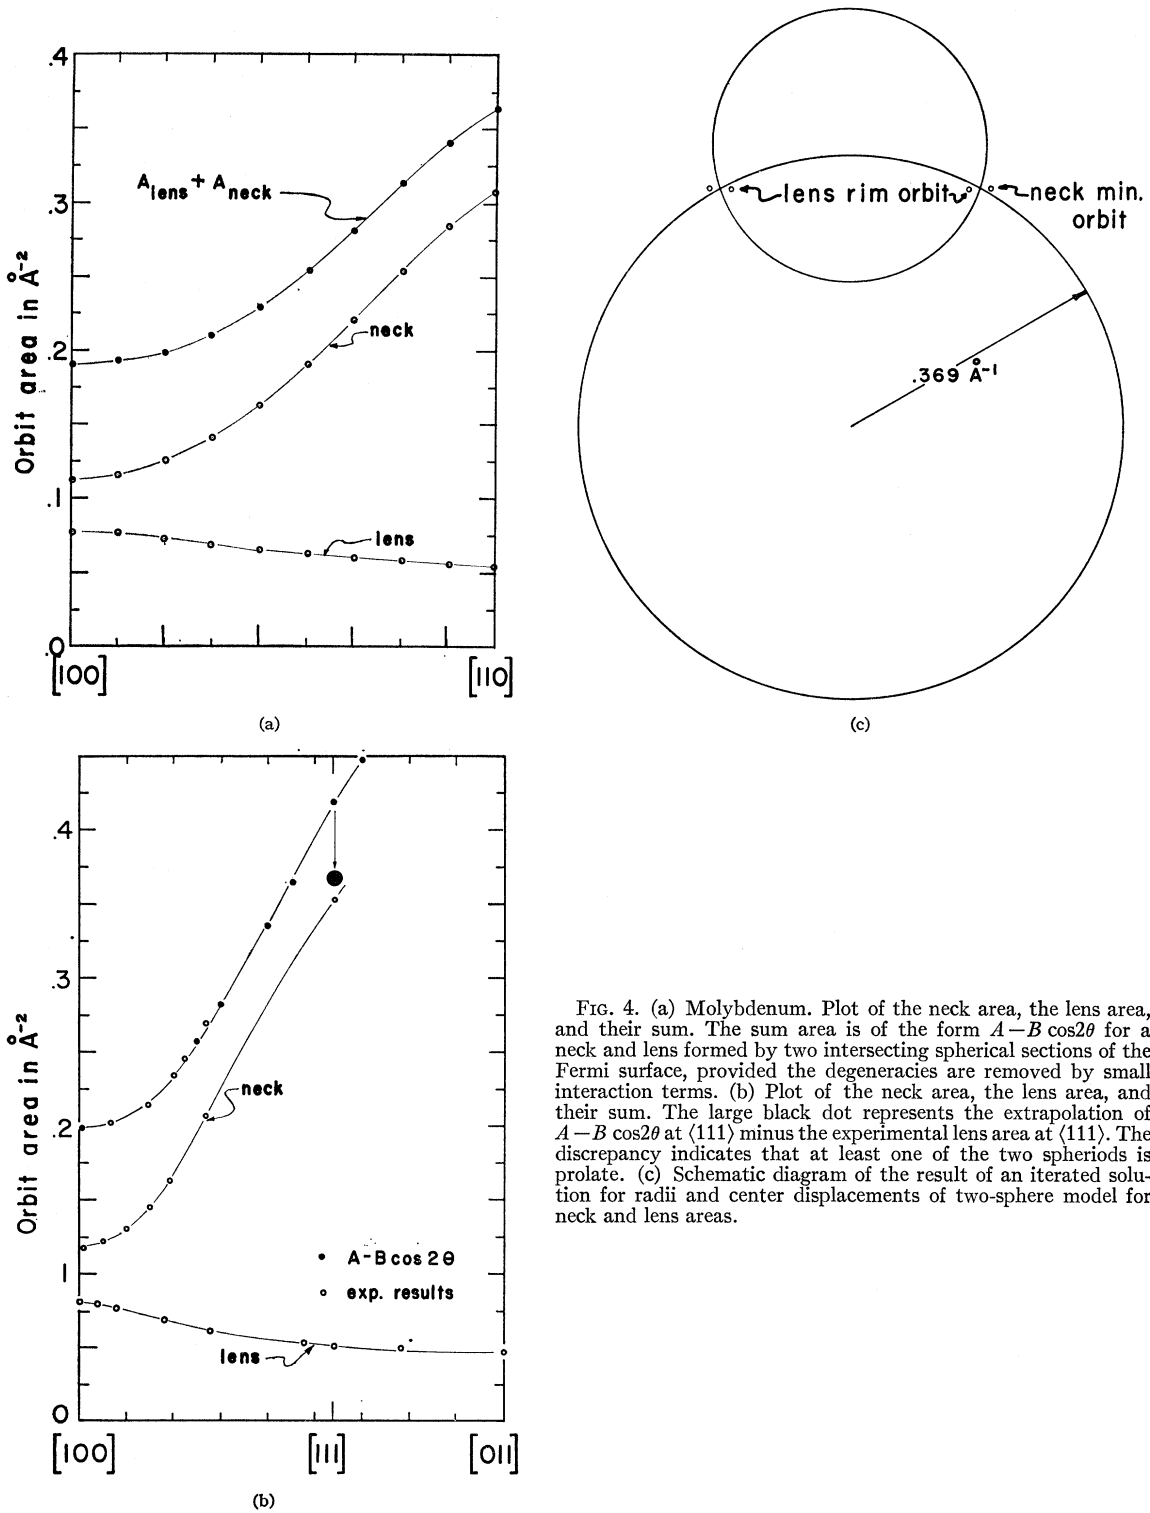 .4
.3
.2
.1
.0
Orbit area in Å⁻²
A lens + A neck
neck
lens
[100]
[110]
(a)
lens rim orbit
neck min.
orbit
.369 Å⁻¹
(c)
.4
.3
.2
.1
0
Orbit area in Å⁻²
neck
• A-Bcos2θ
∘ exp. results
lens
[100]
[111]
[011]
(b)
FIG. 4. (a) Molybdenum. Plot of the neck area, the lens area,
and their sum. The sum area is of the form A−B cos2θ for a
neck and lens formed by two intersecting spherical sections of the
Fermi surface, provided the degeneracies are removed by small
interaction terms. (b) Plot of the neck area, the lens area, and
their sum. The large black dot represents the extrapolation of
A−B cos2θ at ⟨111⟩ minus the experimental lens area at ⟨111⟩. The
discrepancy indicates that at least one of the two spheriods is
prolate. (c) Schematic diagram of the result of an iterated solu-
tion for radii and center displacements of two-sphere model for
neck and lens areas.